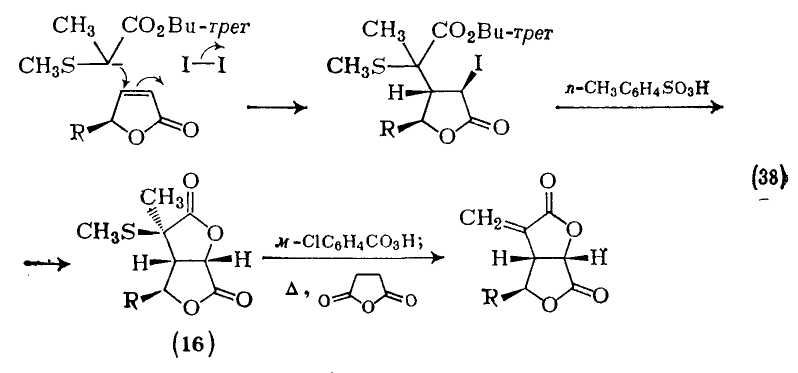 CH₃ CO₂Bu-трет
CH₃S I—I
R O O
CH₃ CO₂Bu-трет
CH₃S I
H
R O O
n-CH₃C₆H₄SO₃H
(38)
CH₃ O
CH₃S O
H H
R O O
(16)
м-ClC₆H₄CO₃H;
Δ, O O O
CH₂ O
O
H H
R O O